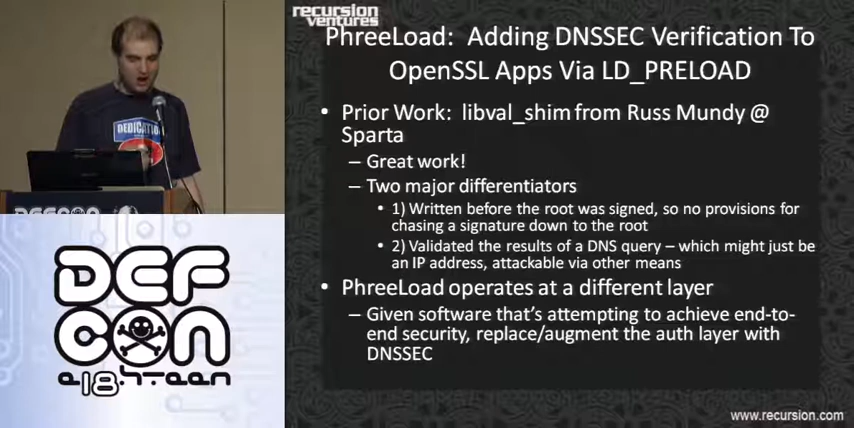 recursion
ventures
PhreeLoad: Adding DNSSEC Verification To
OpenSSL Apps Via LD_PRELOAD
• Prior Work: libval_shim from Russ Mundy @
Sparta
– Great work!
– Two major differentiators
• 1) Written before the root was signed, so no provisions for
chasing a signature down to the root
• 2) Validated the results of a DNS query – which might just be
an IP address, attackable via other means
• PhreeLoad operates at a different layer
– Given software that's attempting to achieve end-to-
end security, replace/augment the auth layer with
DNSSEC
www.recursion.com
DEDICATION
DEFCON
DEF
CON
e18hteen